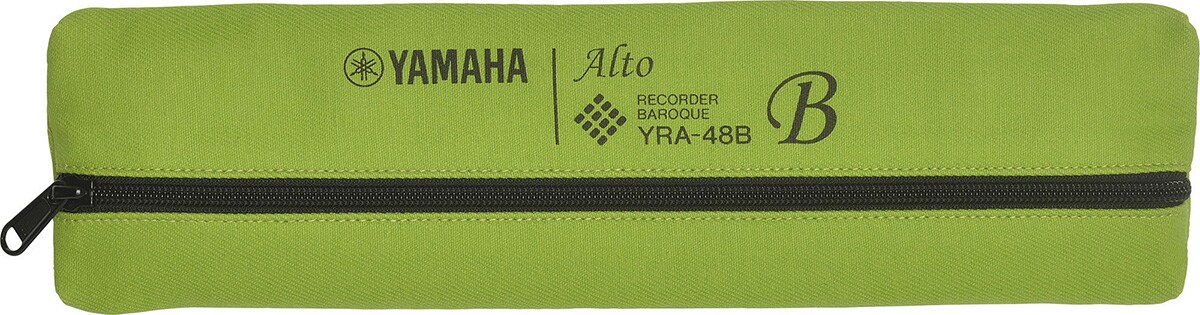 YAMAHA
Alto
RECORDER
BAROQUE
YRA-48B
B